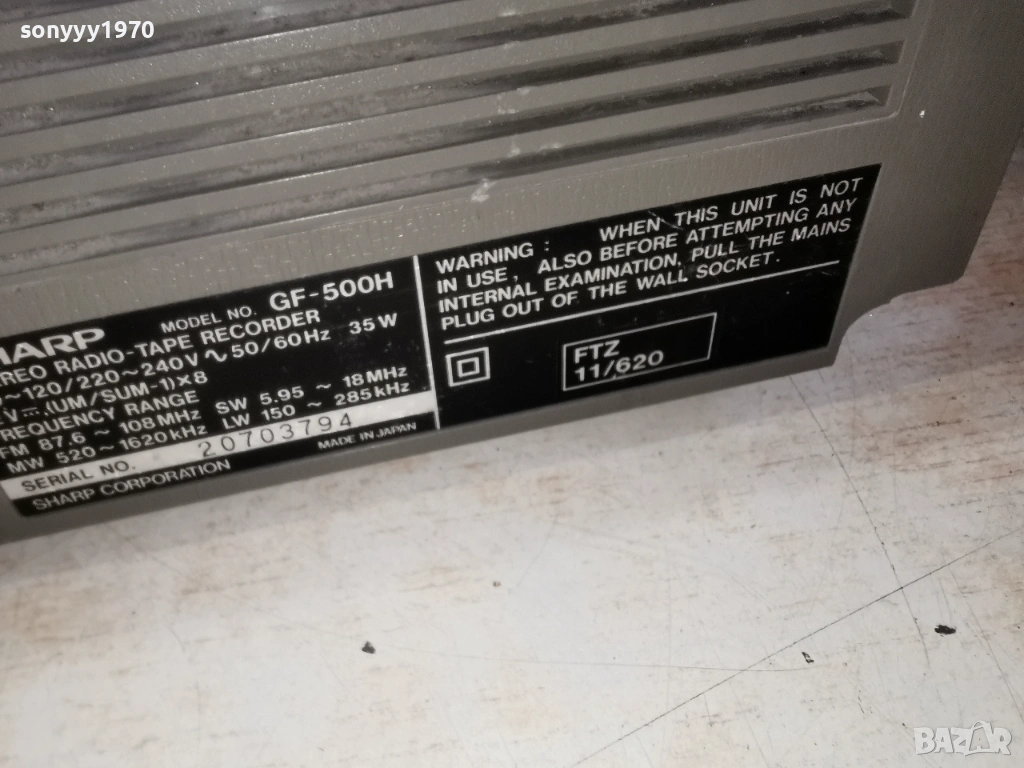 sonyyy1970
MODEL NO. GF-500H
RADIO-TAPE RECORDER
120/220~240V ∿ 50/60Hz 35W
(UM/SUM-1)×8
FREQUENCY RANGE
FM 87.6 ~ 108MHz SW 5.95 ~ 18MHz
MW 520~1620kHz LW 150 ~ 285kHz
SERIAL NO. 20703794
SHARP CORPORATION MADE IN JAPAN
WARNING : WHEN THIS UNIT IS NOT
IN USE, ALSO BEFORE ATTEMPTING ANY
INTERNAL EXAMINATION, PULL THE MAINS
PLUG OUT OF THE WALL SOCKET.
FTZ
11/620
BAZAR